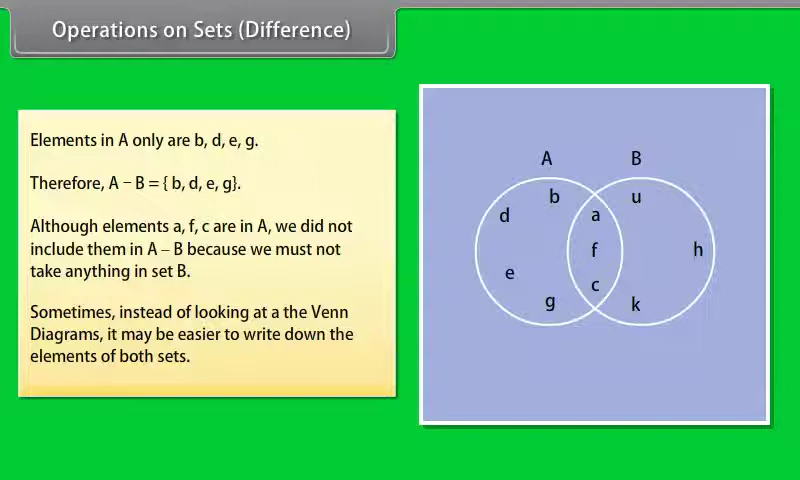 Operations on Sets (Difference)
Elements in A only are b, d, e, g.
Therefore, A – B = { b, d, e, g}.
Although elements a, f, c are in A, we did not
include them in A – B because we must not
take anything in set B.
Sometimes, instead of looking at a the Venn
Diagrams, it may be easier to write down the
elements of both sets.
A B
b u
d a
f h
e c
g k